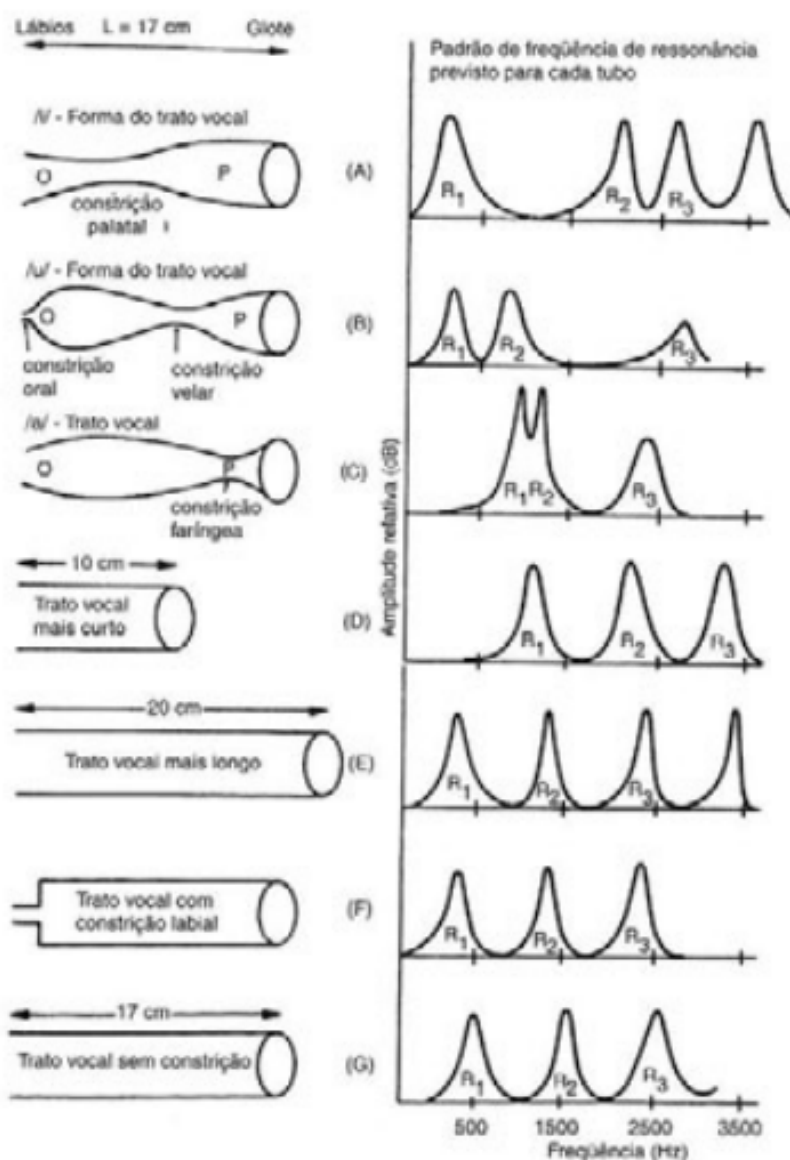 Lábios L = 17 cm Glote
Padrão de freqüência de ressonância
previsto para cada tubo
/i/ - Forma do trato vocal
O P
constrição
palatal
(A)
R1 R2 R3
/u/ - Forma do trato vocal
O P
constrição
oral
constrição
velar
(B)
R1 R2 R3
/a/ - Trato vocal
O P
constrição
faríngea
(C)
R1 R2 R3
Amplitude relativa (dB)
10 cm
Trato vocal
mais curto
(D)
R1 R2 R3
20 cm
Trato vocal mais longo
(E)
R1 R2 R3
Trato vocal com
constrição labial
(F)
R1 R2 R3
17 cm
Trato vocal sem constrição
(G)
R1 R2 R3
500 1500 2500 3500
Freqüência (Hz)